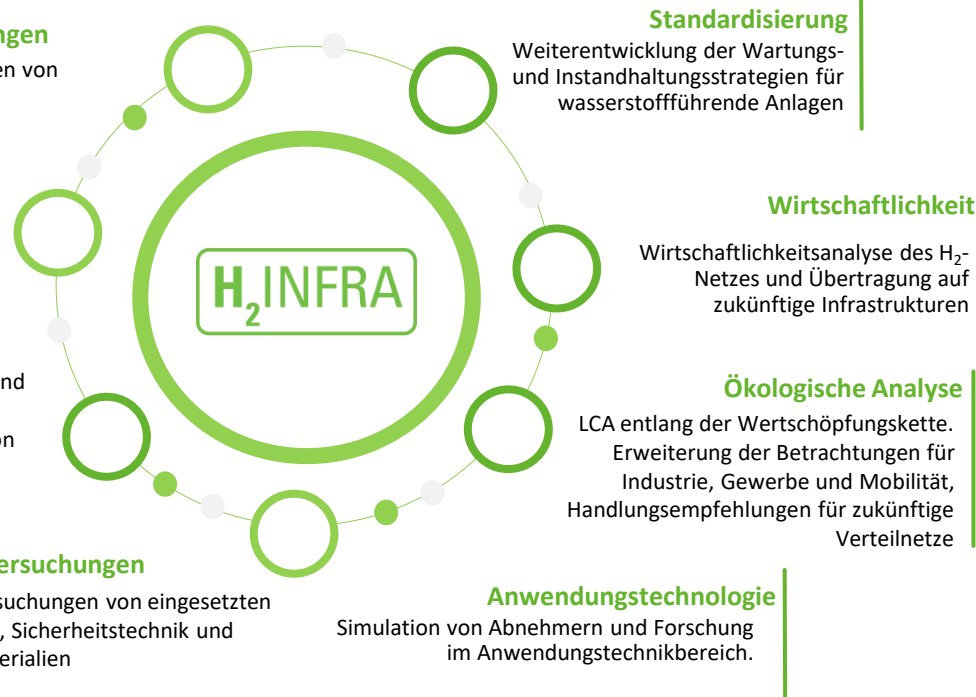 ngen
en von
Standardisierung
Weiterentwicklung der Wartungs-
und Instandhaltungsstrategien für
wasserstoffführende Anlagen
Wirtschaftlichkeit
Wirtschaftlichkeitsanalyse des H₂-
Netzes und Übertragung auf
zukünftige Infrastrukturen
H₂INFRA
nd
on
Ökologische Analyse
LCA entlang der Wertschöpfungskette.
Erweiterung der Betrachtungen für
Industrie, Gewerbe und Mobilität,
Handlungsempfehlungen für zukünftige
Verteilnetze
ersuchungen
suchungen von eingesetzten
, Sicherheitstechnik und
erialien
Anwendungstechnologie
Simulation von Abnehmern und Forschung
im Anwendungstechnikbereich.